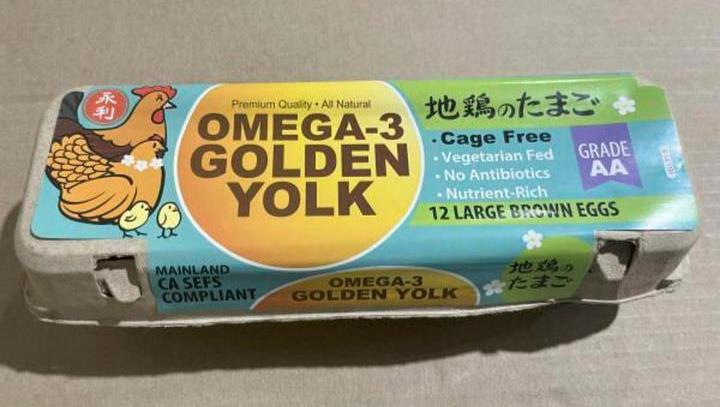 永利
Premium Quality • All Natural
OMEGA-3
GOLDEN
YOLK
地鶏のたまご
• Cage Free
• Vegetarian Fed
• No Antibiotics
• Nutrient-Rich
GRADE
AA
12 LARGE BROWN EGGS
MAINLAND
CA SEFS
COMPLIANT
OMEGA-3
GOLDEN YOLK
地鶏の
たまご